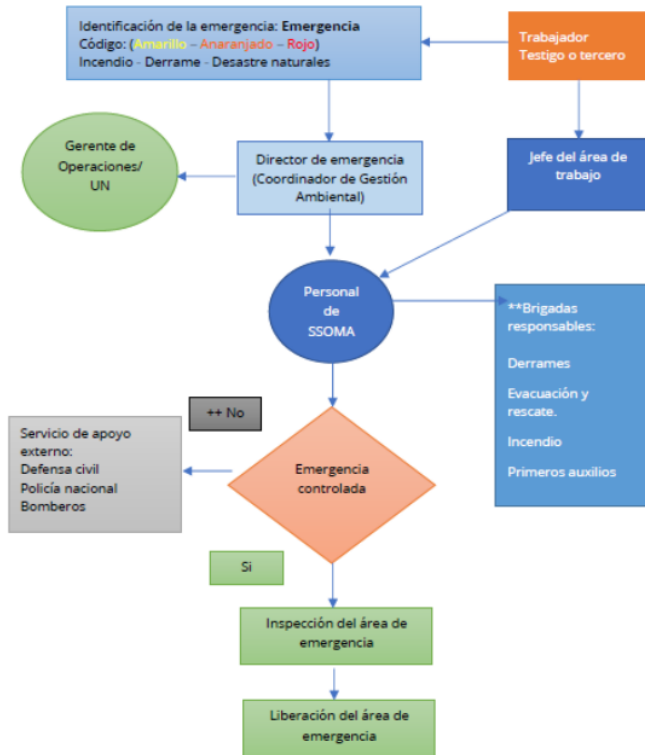 Identificación de la emergencia: Emergencia
Código: (Amarillo – Anaranjado – Rojo)
Incendio - Derrame - Desastre naturales
Trabajador
Testigo o tercero
Gerente de
Operaciones/
UN
Director de emergencia
(Coordinador de Gestión
Ambiental)
Jefe del área de
trabajo
Personal
de
SSOMA
**Brigadas
responsables:
Derrames
Evacuación y
rescate.
Incendio
Primeros auxilios
++ No
Servicio de apoyo
externo:
Defensa civil
Policía nacional
Bomberos
Emergencia
controlada
Si
Inspección del área de
emergencia
Liberación del área de
emergencia